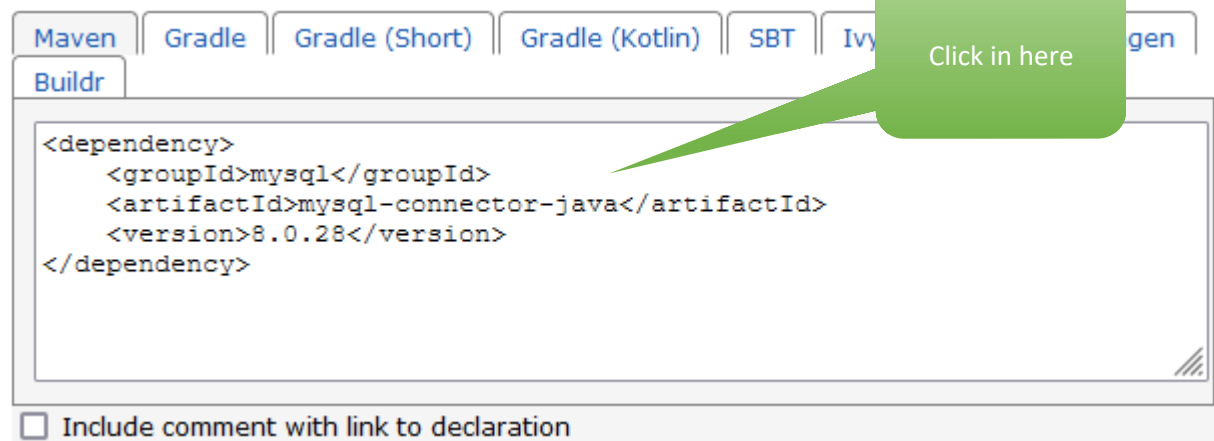 Maven Gradle Gradle (Short) Gradle (Kotlin) SBT
Click in here
Buildr
<dependency>
    <groupId>mysql</groupId>
    <artifactId>mysql-connector-java</artifactId>
    <version>8.0.28</version>
</dependency>
Include comment with link to declaration